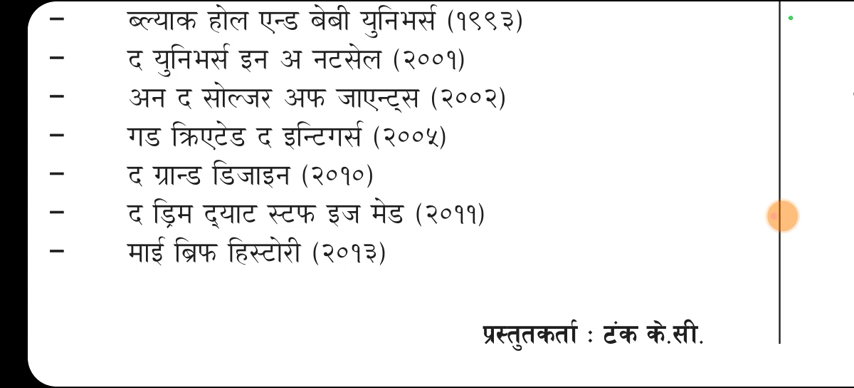 – ब्ल्याक होल एन्ड बेबी युनिभर्स (१९९३)
– द युनिभर्स इन अ नटसेल (२००१)
– अन द सोल्जर अफ जाएन्ट्स (२००२)
– गड क्रिएटेड द इन्टिगर्स (२००५)
– द ग्रान्ड डिजाइन (२०१०)
– द ड्रिम द्याट स्टफ इज मेड (२०११)
– माई ब्रिफ हिस्टोरी (२०१३)
प्रस्तुतकर्ता : टंक के.सी.